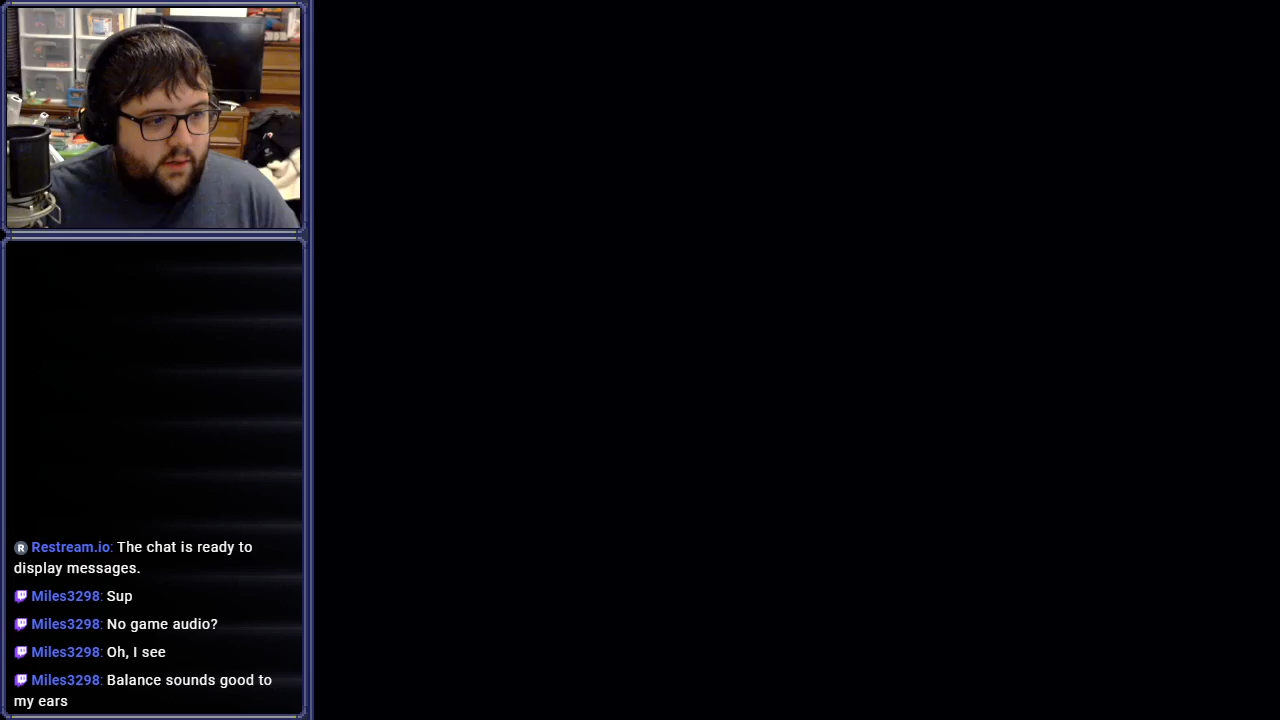 Restream.io: The chat is ready to
display messages.
Miles3298: Sup
Miles3298: No game audio?
Miles3298: Oh, I see
Miles3298: Balance sounds good to
my ears